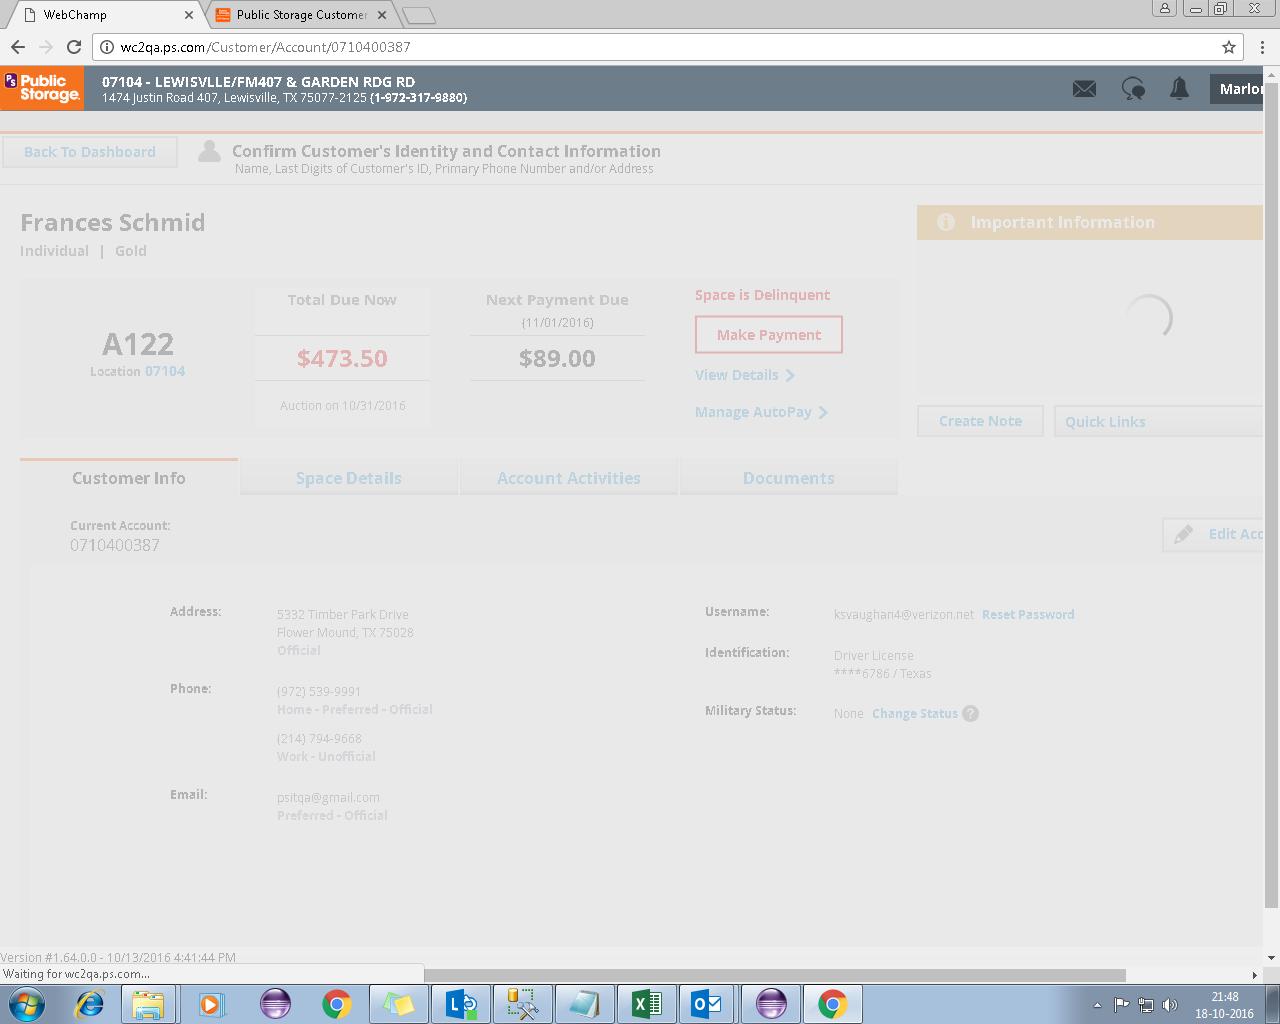 WebChamp
Public Storage Customer
wc2qa.ps.com/Customer/Account/0710400387
PS Public Storage.
07104 - LEWISVLLE/FM407 & GARDEN RDG RD
1474 Justin Road 407, Lewisville, TX 75077-2125 (1-972-317-9880)
Marlon
Back To Dashboard
Confirm Customer's Identity and Contact Information
Name, Last Digits of Customer's ID, Primary Phone Number and/or Address
Frances Schmid
Individual | Gold
Important Information
A122
Location 07104
Total Due Now
$473.50
Auction on 10/31/2016
Next Payment Due
(11/01/2016)
$89.00
Space is Delinquent
Make Payment
View Details
Manage AutoPay
Create Note
Quick Links
Customer Info
Space Details
Account Activities
Documents
Current Account:
0710400387
Edit Acc
Address:
5332 Timber Park Drive
Flower Mound, TX 75028
Official
Phone:
(972) 539-9991
Home - Preferred - Official
(214) 794-9668
Work - Unofficial
Email:
psitqa@gmail.com
Preferred - Official
Username:
ksvaughan4@verizon.net Reset Password
Identification:
Driver License
****6786 / Texas
Military Status:
None Change Status ?
Version #1.64.0.0 - 10/13/2016 4:41:44 PM
Waiting for wc2qa.ps.com...
21:48
18-10-2016